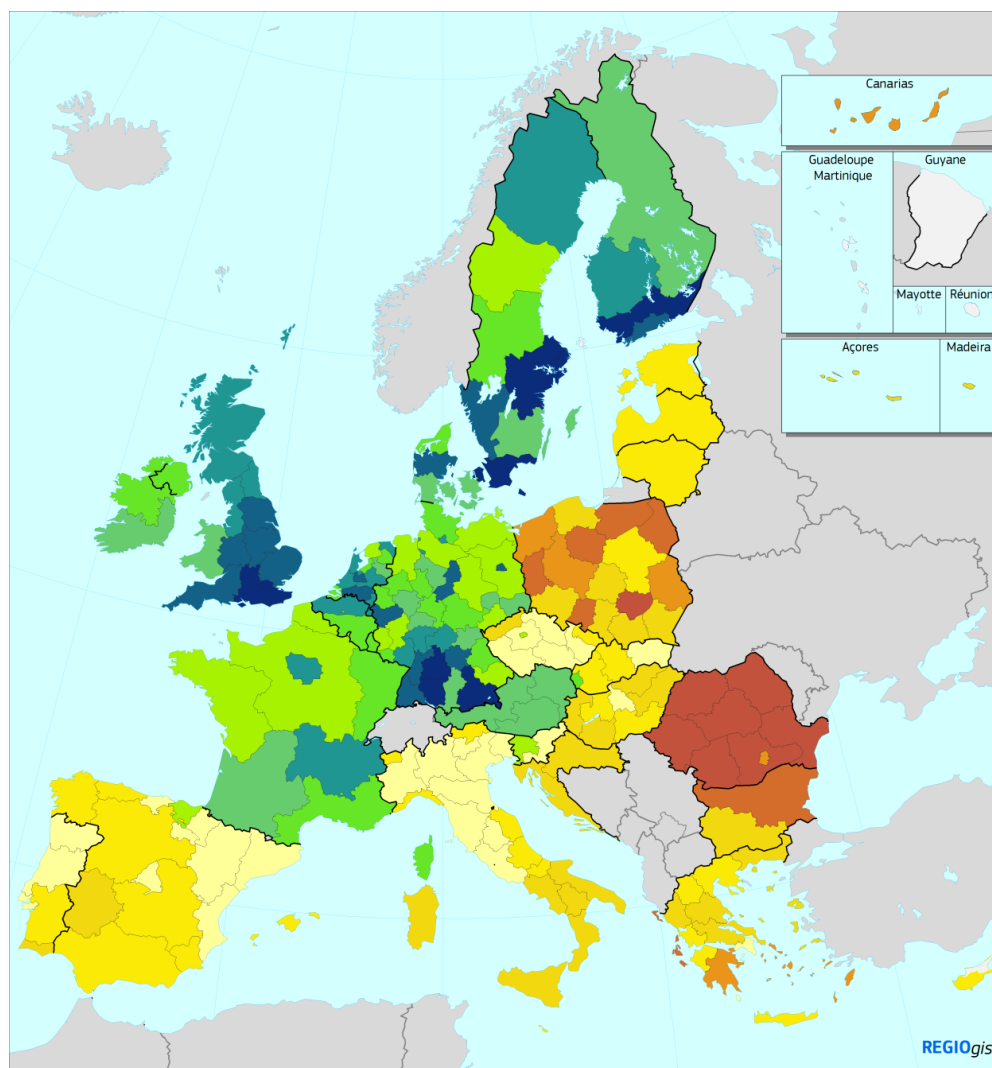 Canarias
Guadeloupe
Martinique
Guyane
Mayotte
Réunion
Açores
Madeira
REGIOgis